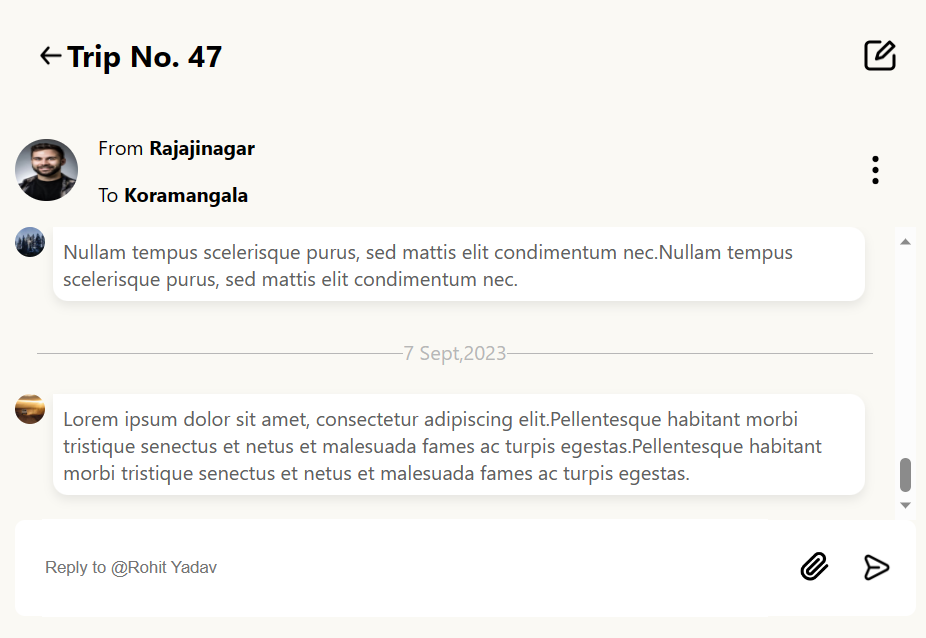 Trip No. 47
From Rajajinagar
To Koramangala
Nullam tempus scelerisque purus, sed mattis elit condimentum nec.Nullam tempus
scelerisque purus, sed mattis elit condimentum nec.
7 Sept,2023
Lorem ipsum dolor sit amet, consectetur adipiscing elit.Pellentesque habitant morbi
tristique senectus et netus et malesuada fames ac turpis egestas.Pellentesque habitant
morbi tristique senectus et netus et malesuada fames ac turpis egestas.
Reply to @Rohit Yadav